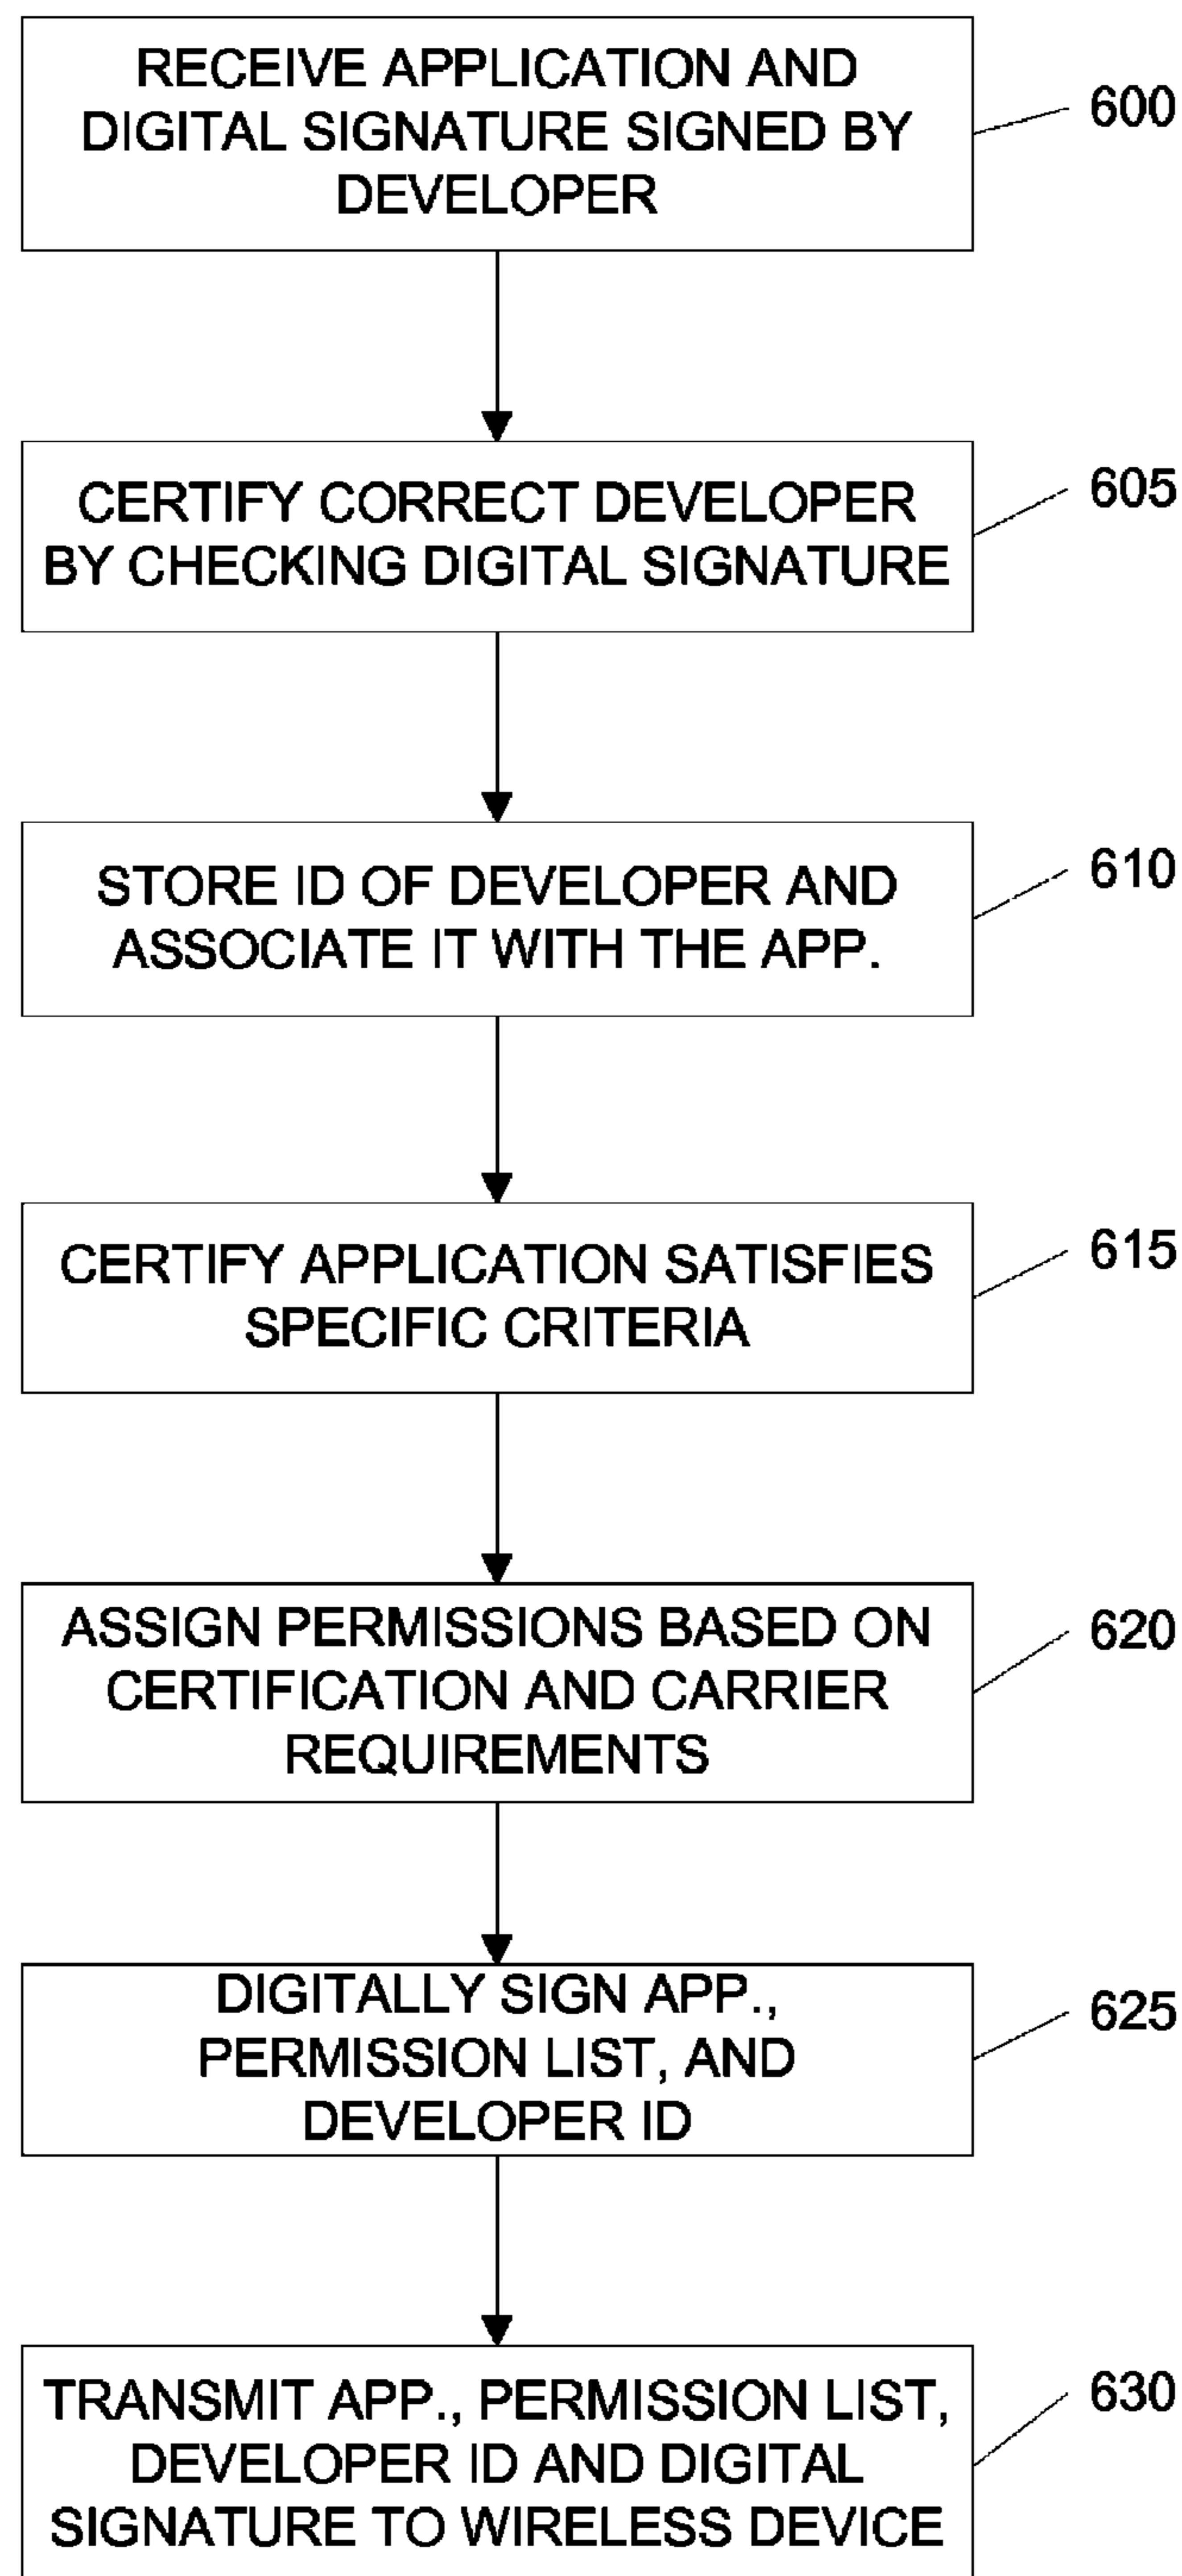 RECEIVE APPLICATION AND
DIGITAL SIGNATURE SIGNED BY
DEVELOPER
600
CERTIFY CORRECT DEVELOPER
BY CHECKING DIGITAL SIGNATURE
605
STORE ID OF DEVELOPER AND
ASSOCIATE IT WITH THE APP.
610
CERTIFY APPLICATION SATISFIES
SPECIFIC CRITERIA
615
ASSIGN PERMISSIONS BASED ON
CERTIFICATION AND CARRIER
REQUIREMENTS
620
DIGITALLY SIGN APP.,
PERMISSION LIST, AND
DEVELOPER ID
625
TRANSMIT APP., PERMISSION LIST,
DEVELOPER ID AND DIGITAL
SIGNATURE TO WIRELESS DEVICE
630